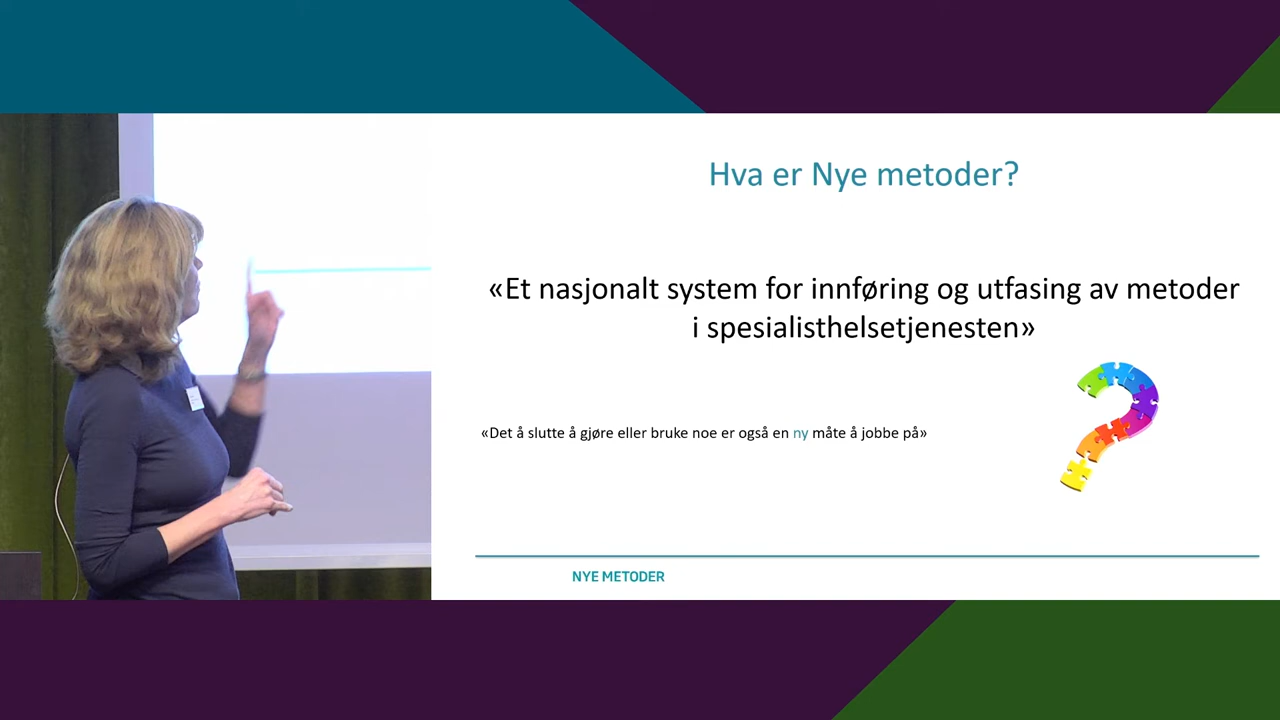 Hva er Nye metoder?
«Et nasjonalt system for innføring og utfasing av metoder
i spesialisthelsetjenesten»
«Det å slutte å gjøre eller bruke noe er også en ny måte å jobbe på»
NYE METODER